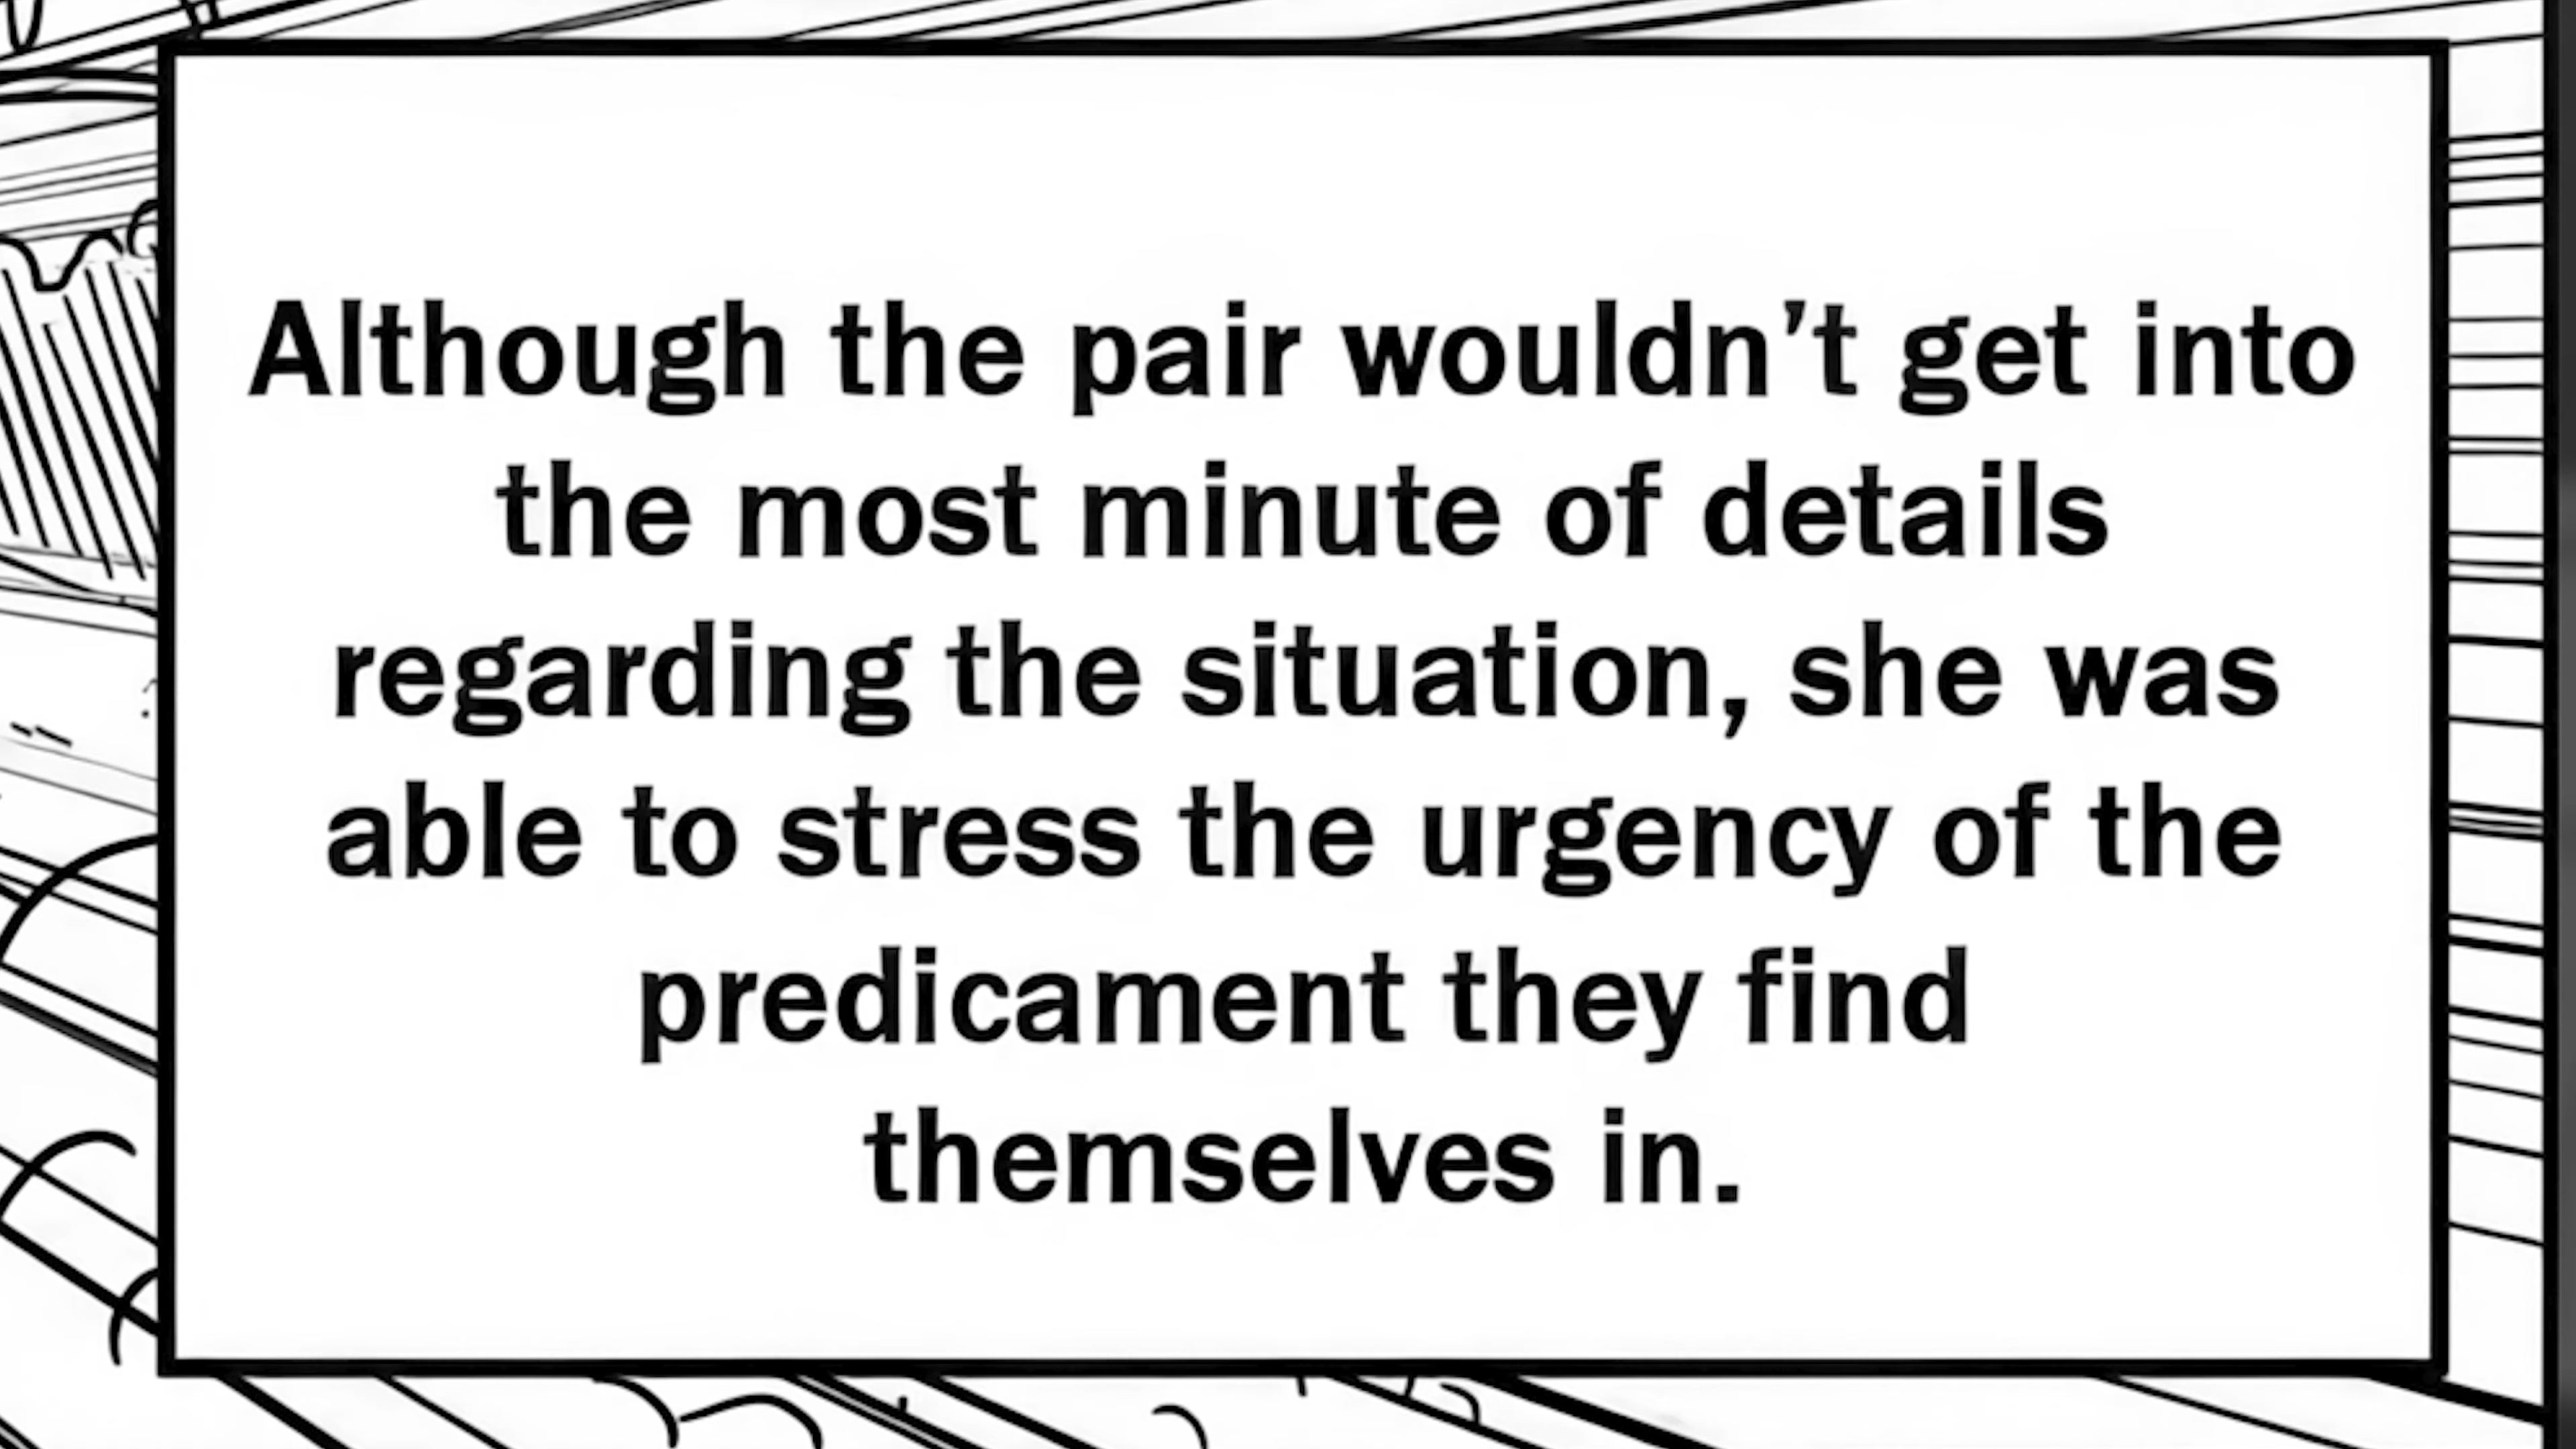 Although the pair wouldn’t get into
the most minute of details
regarding the situation, she was
able to stress the urgency of the
predicament they find
themselves in.